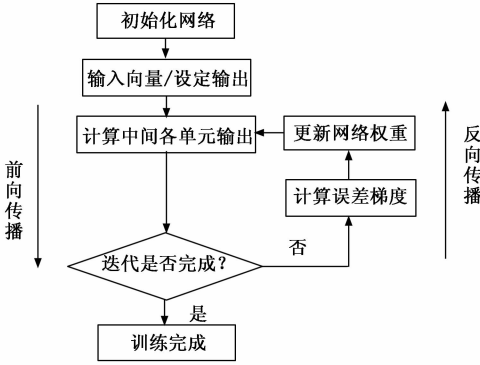 初始化网络
输入向量/设定输出
计算中间各单元输出
更新网络权重
计算误差梯度
前向传播
反向传播
迭代是否完成?
否
是
训练完成